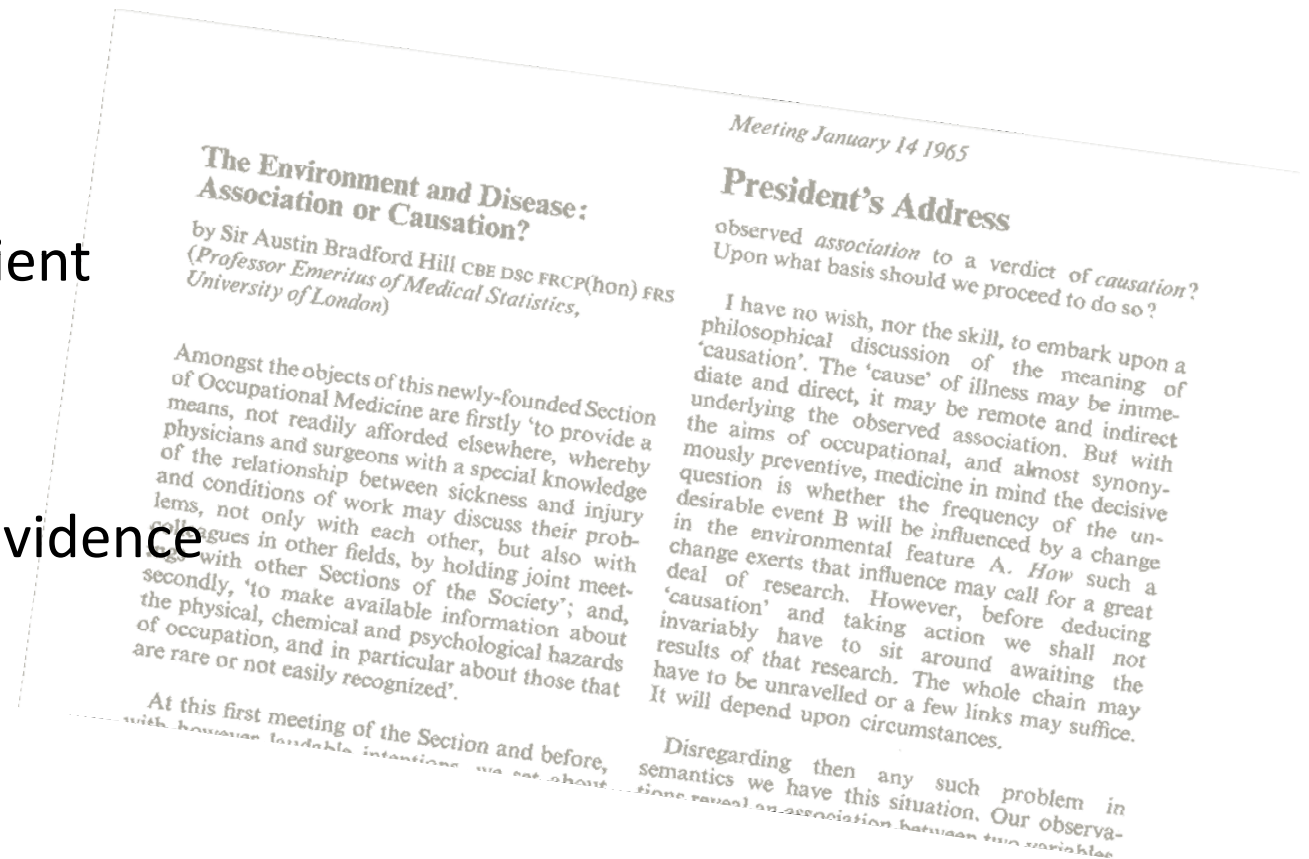 ient
vidence
The Environment and Disease:
Association or Causation?
by Sir Austin Bradford Hill CBE DSC FRCP(hon) FRS
(Professor Emeritus of Medical Statistics,
University of London)
Amongst the objects of this newly-founded Section
of Occupational Medicine are firstly ‘to provide a
means, not readily afforded elsewhere, whereby
physicians and surgeons with a special knowledge
of the relationship between sickness and injury
and conditions of work may discuss their prob-
lems, not only with each other, but also with
colleagues in other fields, by holding joint meet-
ings with other Sections of the Society’; and,
secondly, ‘to make available information about
the physical, chemical and psychological hazards
of occupation, and in particular about those that
are rare or not easily recognized’.
At this first meeting of the Section and before,
with however laudable intentions, we set about
Meeting January 14 1965
President’s Address
observed association to a verdict of causation?
Upon what basis should we proceed to do so?
I have no wish, nor the skill, to embark upon a
philosophical discussion of the meaning of
‘causation’. The ‘cause’ of illness may be imme-
diate and direct, it may be remote and indirect
underlying the observed association. But with
the aims of occupational, and almost synony-
mously preventive, medicine in mind the decisive
question is whether the frequency of the un-
desirable event B will be influenced by a change
in the environmental feature A. How such a
change exerts that influence may call for a great
deal of research. However, before deducing
‘causation’ and taking action we shall not
invariably have to sit around awaiting the
results of that research. The whole chain may
have to be unravelled or a few links may suffice.
It will depend upon circumstances.
Disregarding then any such problem in
semantics we have this situation. Our observa-
tions reveal an association between two variables